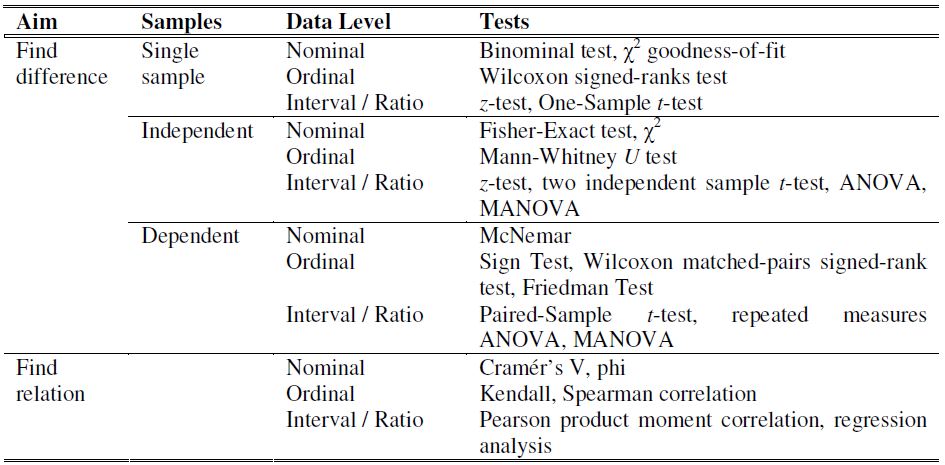 Aim Samples Data Level Tests
Find Single Nominal Binominal test, χ² goodness-of-fit
difference sample Ordinal Wilcoxon signed-ranks test
Interval / Ratio z-test, One-Sample t-test
Independent Nominal Fisher-Exact test, χ²
Ordinal Mann-Whitney U test
Interval / Ratio z-test, two independent sample t-test, ANOVA,
MANOVA
Dependent Nominal McNemar
Ordinal Sign Test, Wilcoxon matched-pairs signed-rank
test, Friedman Test
Interval / Ratio Paired-Sample t-test, repeated measures
ANOVA, MANOVA
Find Nominal Cramér's V, phi
relation Ordinal Kendall, Spearman correlation
Interval / Ratio Pearson product moment correlation, regression
analysis